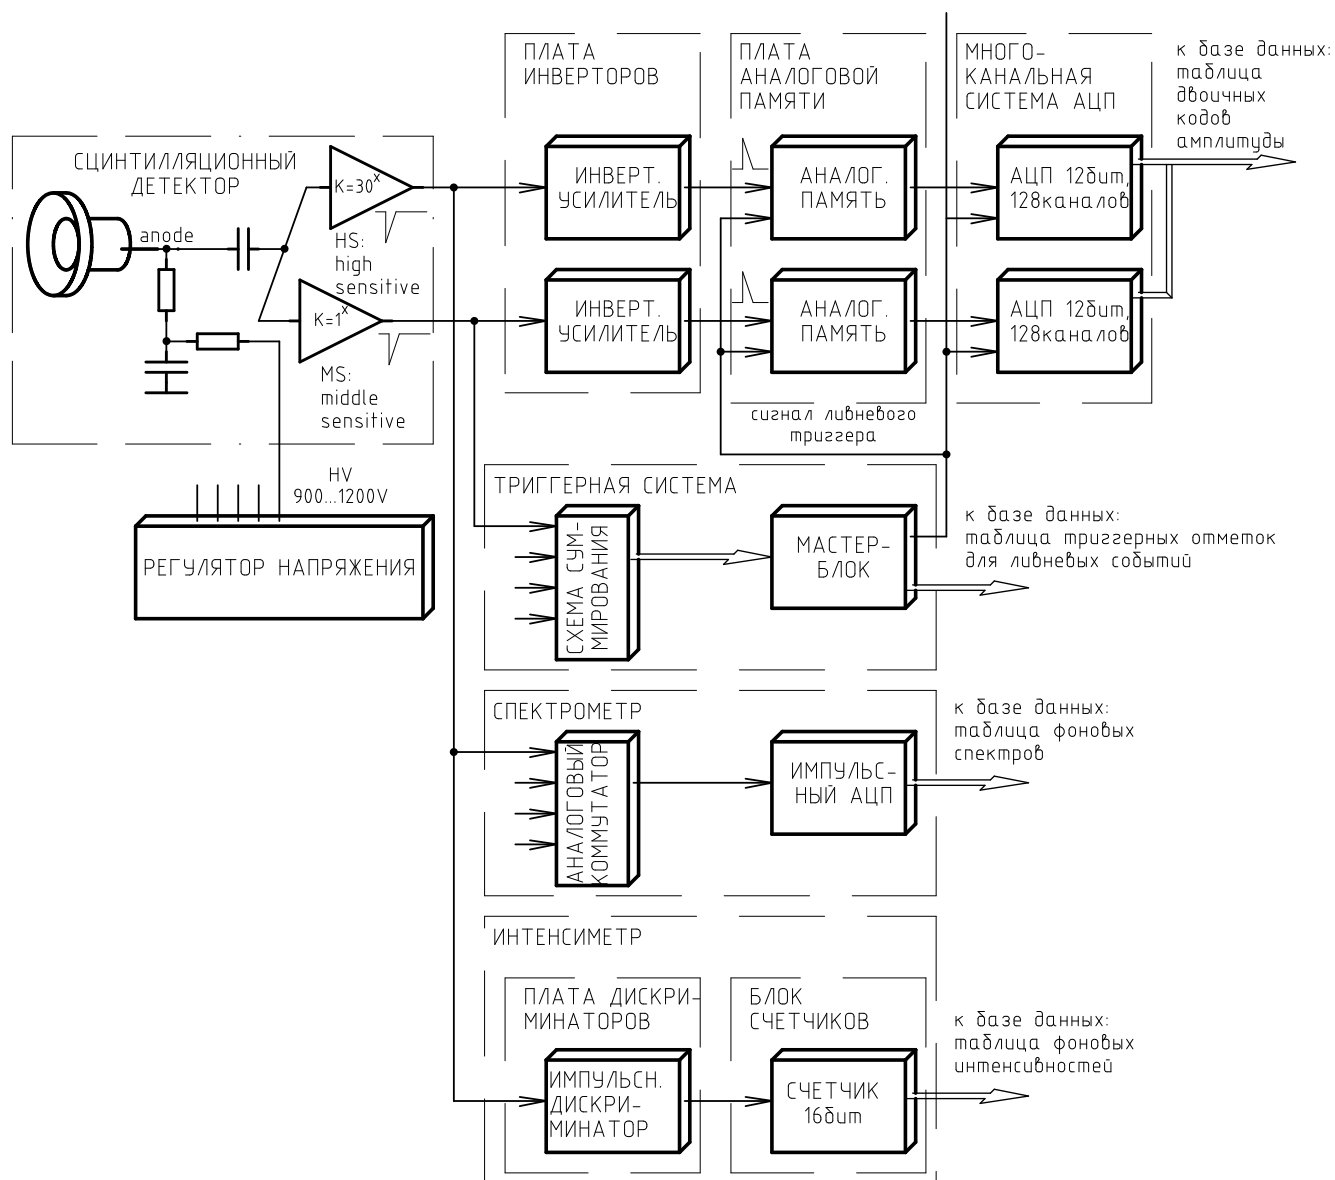 ПЛАТА
ИНВЕРТОРОВ
ПЛАТА
АНАЛОГОВОЙ
ПАМЯТИ
МНОГО-
КАНАЛЬНАЯ
СИСТЕМА АЦП
к базе данных:
таблица
двоичных
кодов
амплитуды
СЦИНТИЛЛЯЦИОННЫЙ
ДЕТЕКТОР
anode
K=30x
HS:
high
sensitive
K=1x
MS:
middle
sensitive
ИНВЕРТ.
УСИЛИТЕЛЬ
АНАЛОГ.
ПАМЯТЬ
АЦП 12бит,
128каналов
ИНВЕРТ.
УСИЛИТЕЛЬ
АНАЛОГ.
ПАМЯТЬ
АЦП 12бит,
128каналов
сигнал ливневого
триггера
HV
900...1200V
РЕГУЛЯТОР НАПРЯЖЕНИЯ
ТРИГГЕРНАЯ СИСТЕМА
СХЕМА СУМ-
МИРОВАНИЯ
МАСТЕР-
БЛОК
к базе данных:
таблица триггерных отметок
для ливневых событий
СПЕКТРОМЕТР
АНАЛОГОВЫЙ
КОММУТАТОР
ИМПУЛЬС-
НЫЙ АЦП
к базе данных:
таблица фоновых
спектров
ИНТЕНСИМЕТР
ПЛАТА ДИСКРИ-
МИНАТОРОВ
БЛОК
СЧЕТЧИКОВ
ИМПУЛЬСН.
ДИСКРИ-
МИНАТОР
СЧЕТЧИК
16бит
к базе данных:
таблица фоновых
интенсивностей